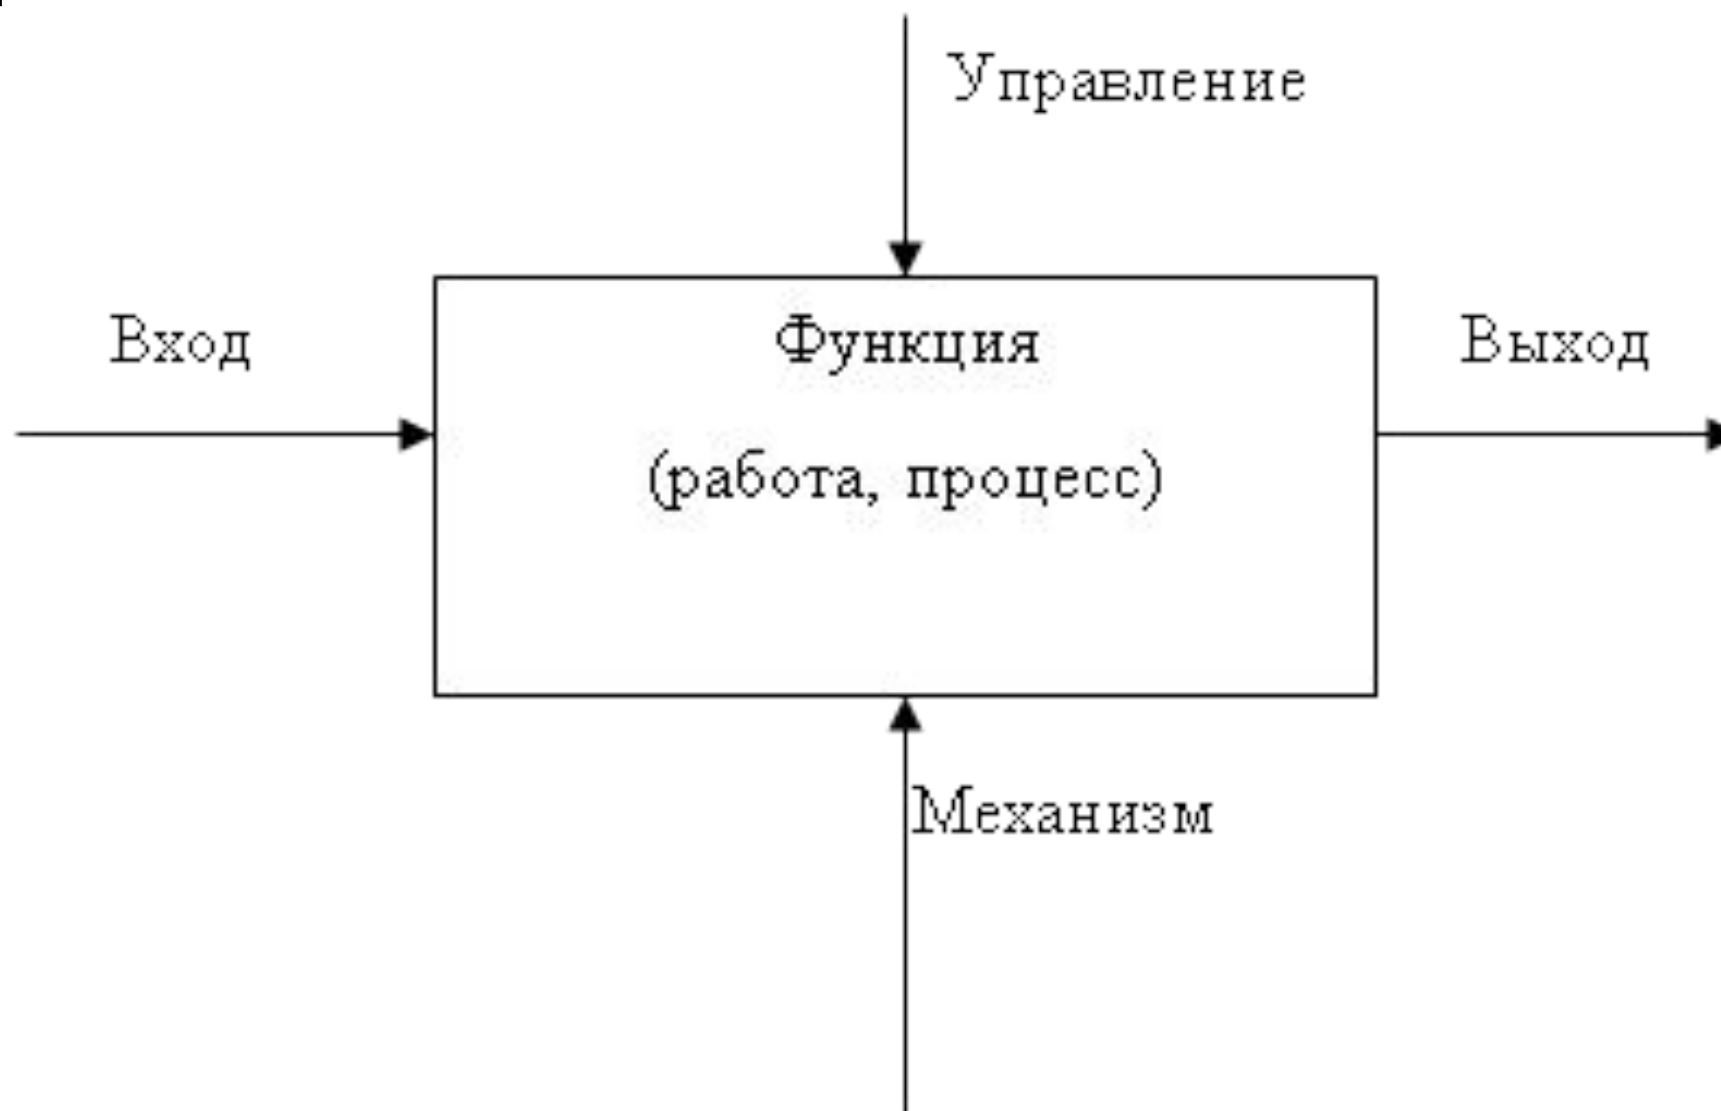 Управление
Вход
Функция
Выход
(работа, процесс)
Механизм